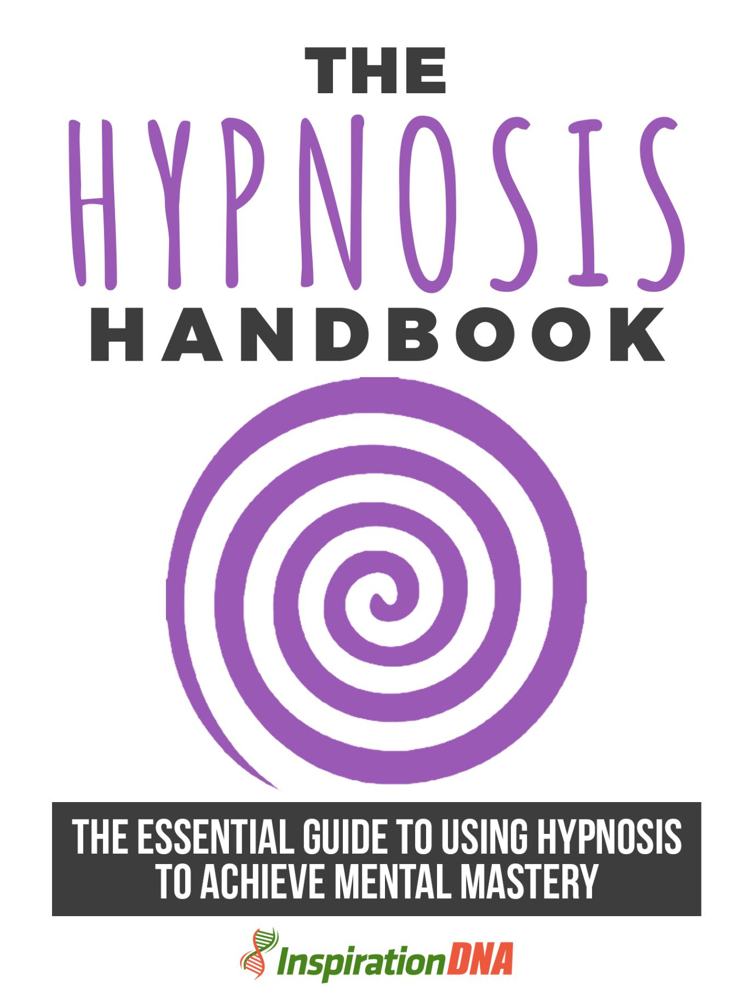 THE
HYPNOSIS
HANDBOOK
THE ESSENTIAL GUIDE TO USING HYPNOSIS
TO ACHIEVE MENTAL MASTERY
InspirationDNA